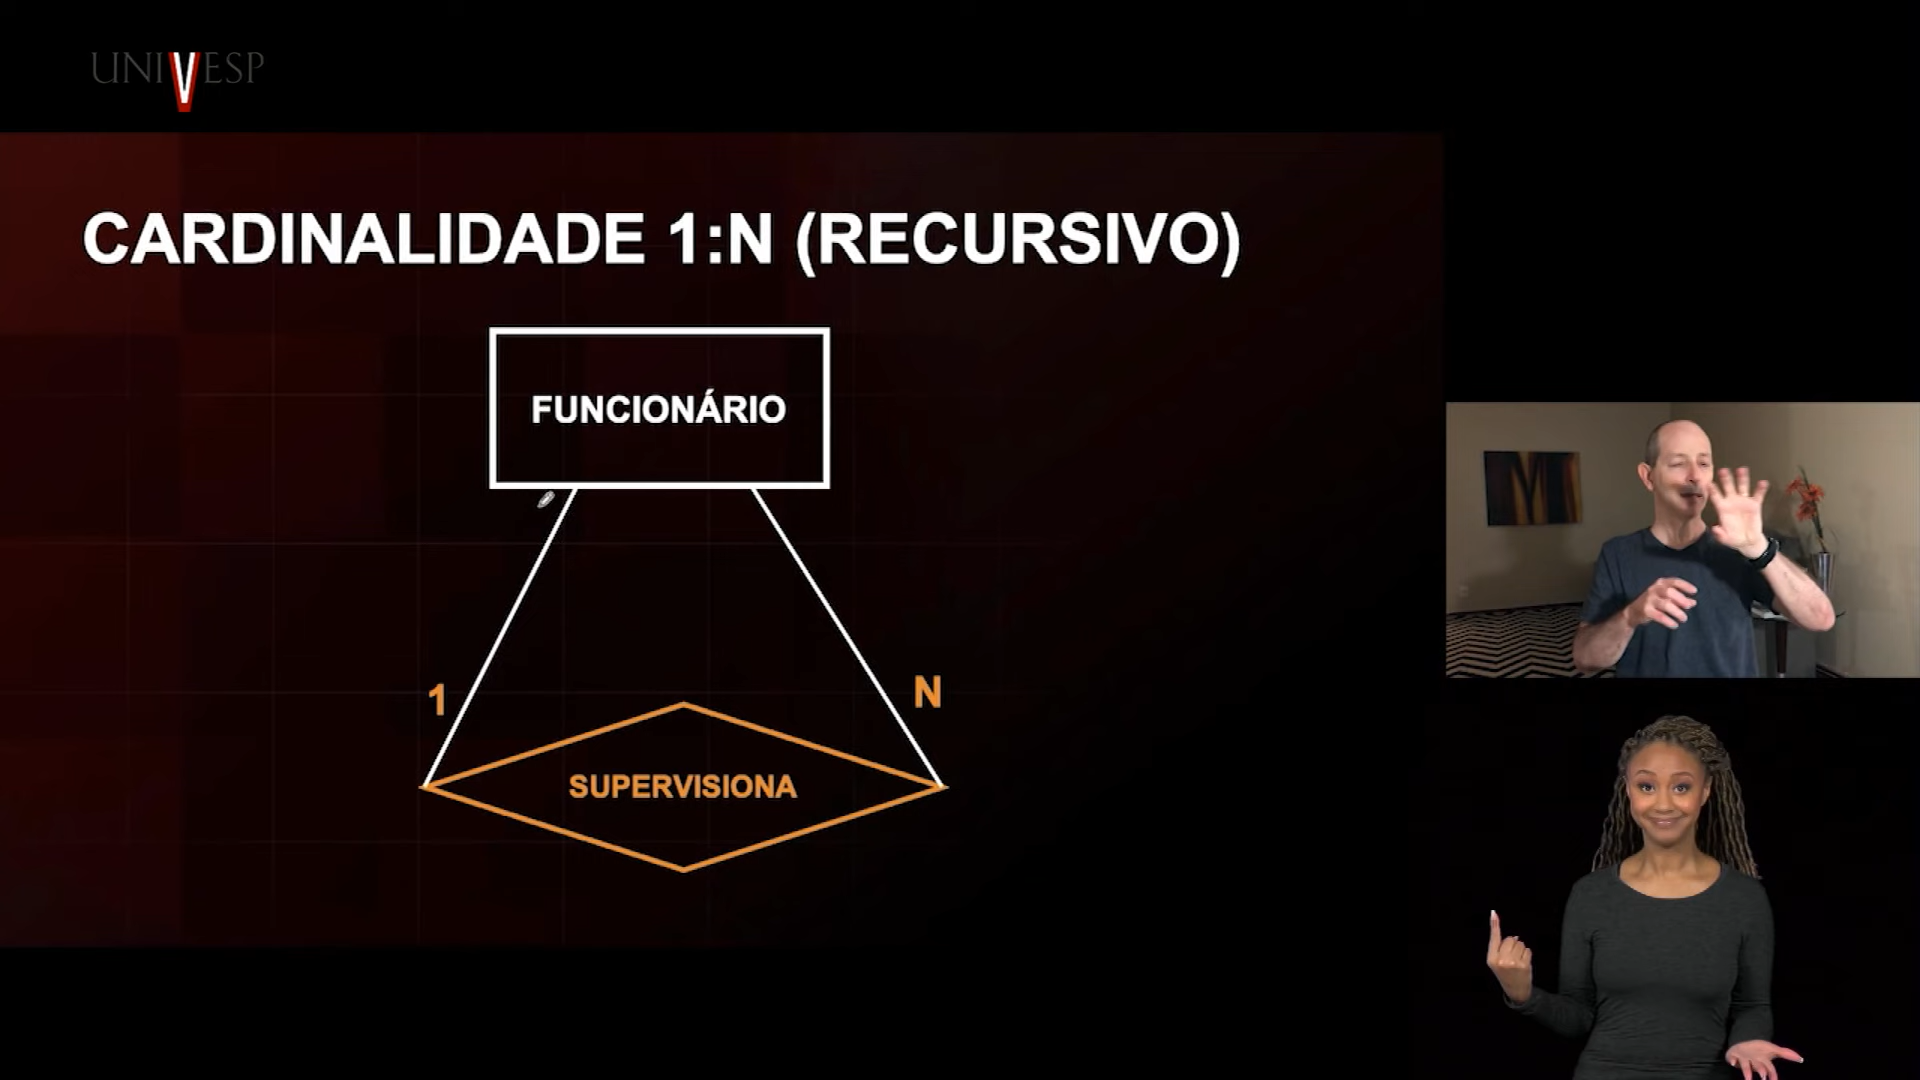 UNIVESP
CARDINALIDADE 1:N (RECURSIVO)
FUNCIONÁRIO
1
N
SUPERVISIONA